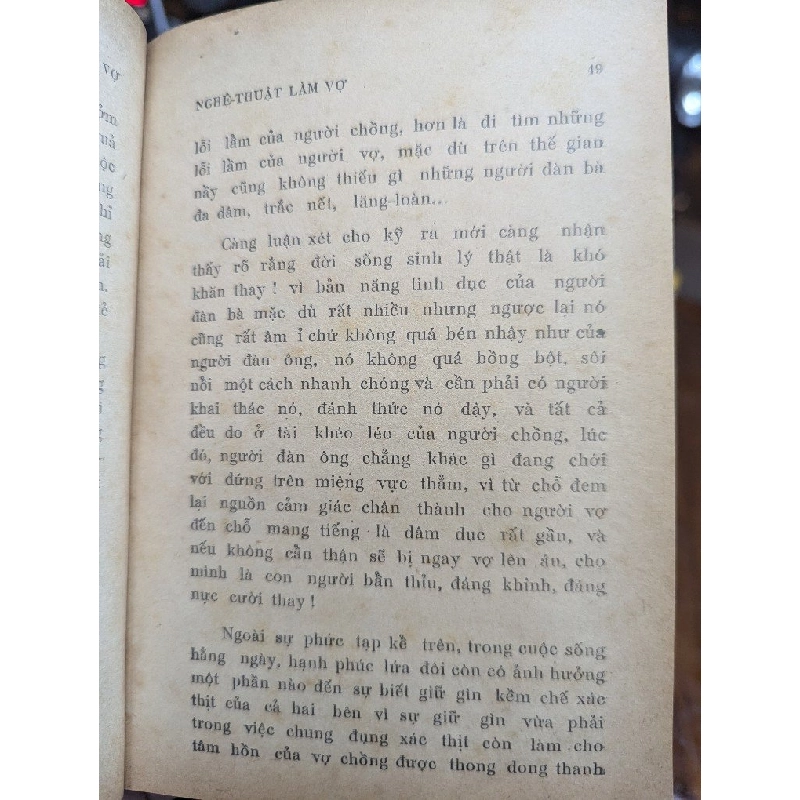 VỢ
NGHỆ-THUẬT LÀM VỢ
49
lỗi lầm của người chồng, hơn là đi tìm những
lỗi lầm của người vợ, mặc dù trên thế gian
nầy cũng không thiếu gì những người đàn bà
đa dâm, trắc nết, lăng-loàn...
Càng luận xét cho kỹ ra mới càng nhận
thấy rõ rằng đời sống sinh lý thật là khó
khăn thay ! vì bản năng tình dục của người
đàn bà mặc dù rất nhiều nhưng ngược lại nó
cũng rất âm ỉ chứ không quá bén nhậy như của
người đàn ông, nó không quá bồng bột, sôi
nổi một cách nhanh chóng và cần phải có người
khai thác nó, đánh thức nó dậy, và tất cả
đều do ở tài khéo léo của người chồng, lúc
đó, người đàn ông chẳng khác gì đang chới
với đứng trên miệng vực thẳm, vì từ chỗ đem
lại nguồn cảm giác chân thành cho người vợ
đến chỗ mang tiếng là dâm dục rất gần, và
nếu không cẩn thận sẽ bị ngay vợ lên án, cho
mình là con người bẩn thỉu, đáng khinh, đáng
nực cười thay !
Ngoài sự phức tạp kể trên, trong cuộc sống
hằng ngày, hạnh phúc lứa đôi còn có ảnh hưởng
một phần nào đến sự biết giữ gìn kềm chế xác
thịt của cả hai bên vì sự giữ gìn vừa phải
trong việc chung đụng xác thịt còn làm cho
tâm hồn của vợ chồng được thong dong thanh